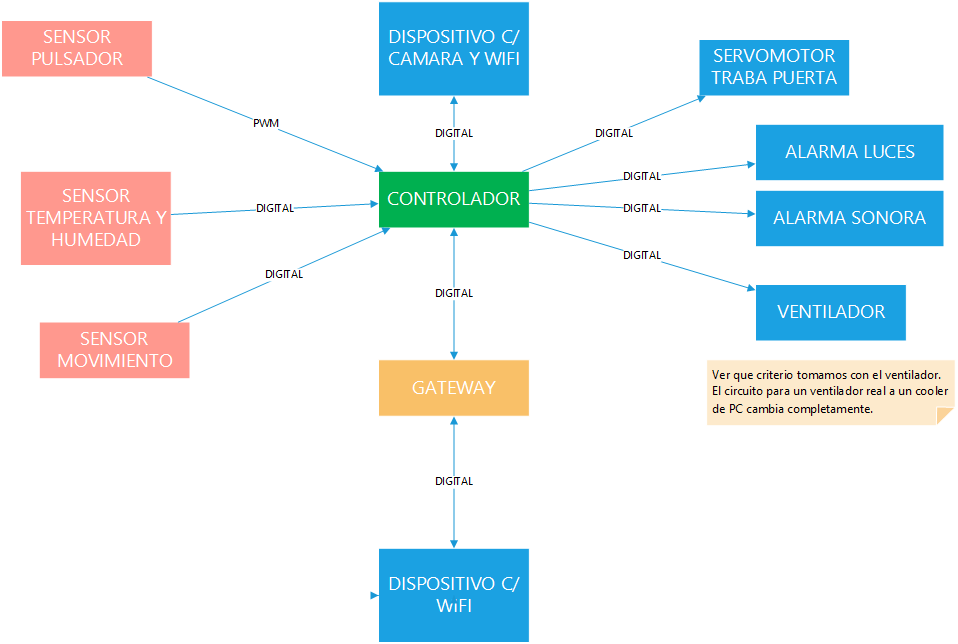 SENSOR
PULSADOR
DISPOSITIVO C/
CAMARA Y WIFI
SERVOMOTOR
TRABA PUERTA
PWM
DIGITAL
DIGITAL
ALARMA LUCES
DIGITAL
SENSOR
TEMPERATURA Y
HUMEDAD
DIGITAL
CONTROLADOR
DIGITAL
ALARMA SONORA
DIGITAL
DIGITAL
DIGITAL
VENTILADOR
SENSOR
MOVIMIENTO
GATEWAY
Ver que criterio tomamos con el ventilador.
El circuito para un ventilador real a un cooler
de PC cambia completamente.
DIGITAL
DISPOSITIVO C/
WiFI